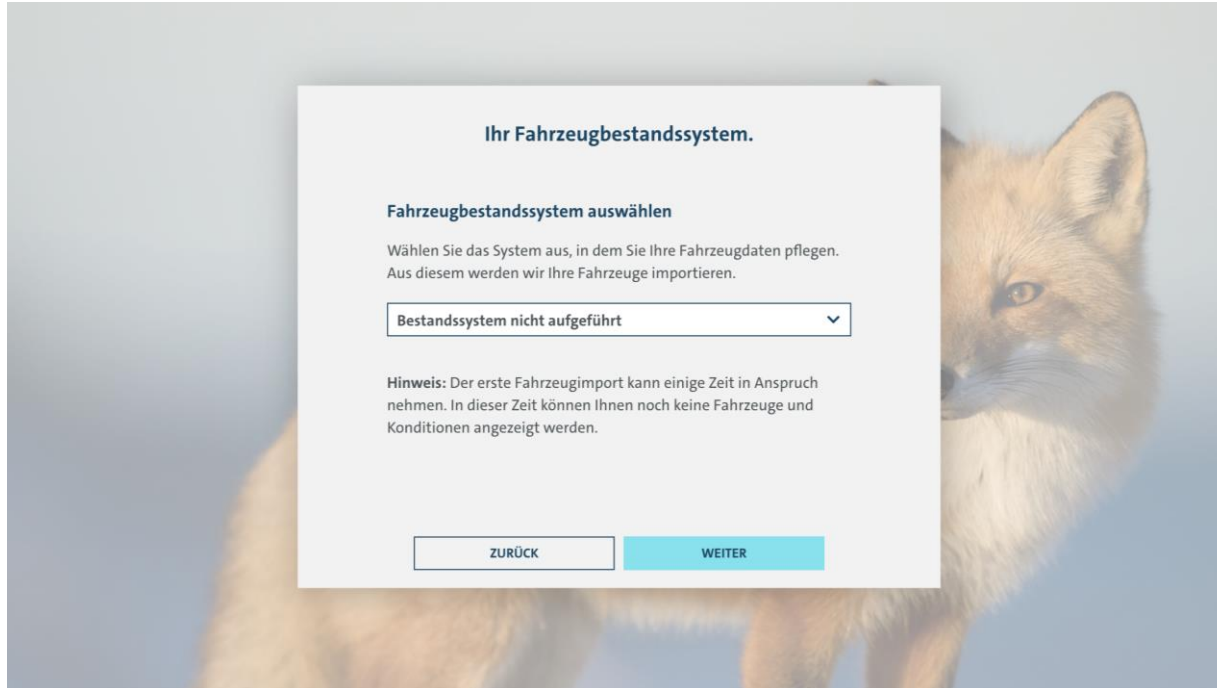 Ihr Fahrzeugbestandssystem.
Fahrzeugbestandssystem auswählen
Wählen Sie das System aus, in dem Sie Ihre Fahrzeugdaten pflegen.
Aus diesem werden wir Ihre Fahrzeuge importieren.
Bestandssystem nicht aufgeführt
Hinweis: Der erste Fahrzeugimport kann einige Zeit in Anspruch
nehmen. In dieser Zeit können Ihnen noch keine Fahrzeuge und
Konditionen angezeigt werden.
ZURÜCK
WEITER